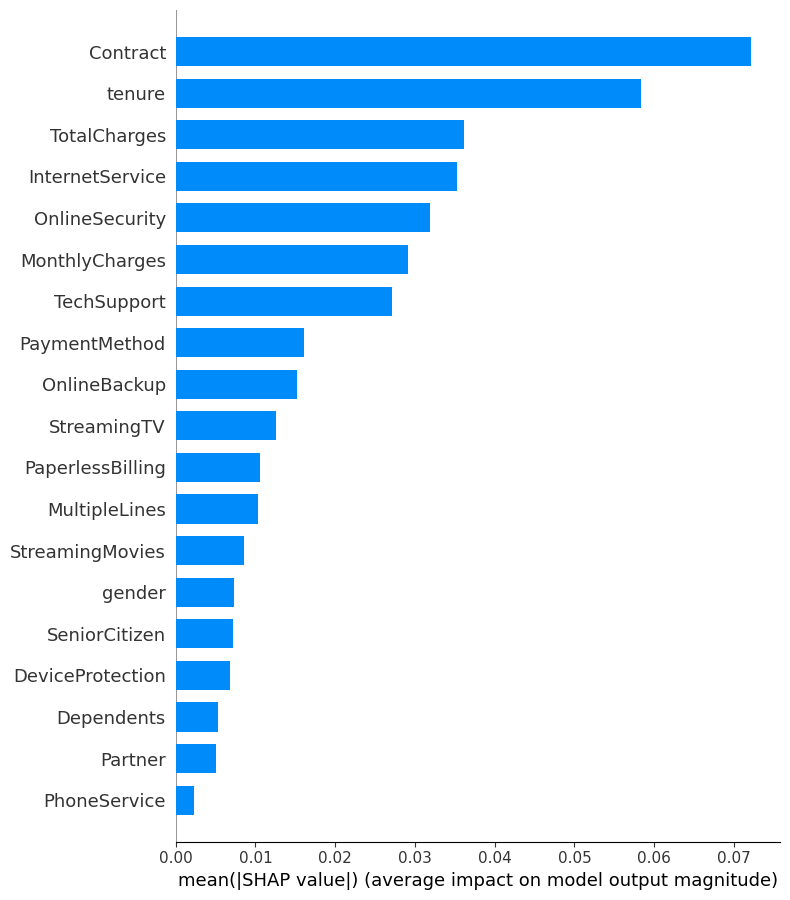 Contract
tenure
TotalCharges
InternetService
OnlineSecurity
MonthlyCharges
TechSupport
PaymentMethod
OnlineBackup
StreamingTV
PaperlessBilling
MultipleLines
StreamingMovies
gender
SeniorCitizen
DeviceProtection
Dependents
Partner
PhoneService
0.00 0.01 0.02 0.03 0.04 0.05 0.06 0.07
mean(|SHAP value|) (average impact on model output magnitude)